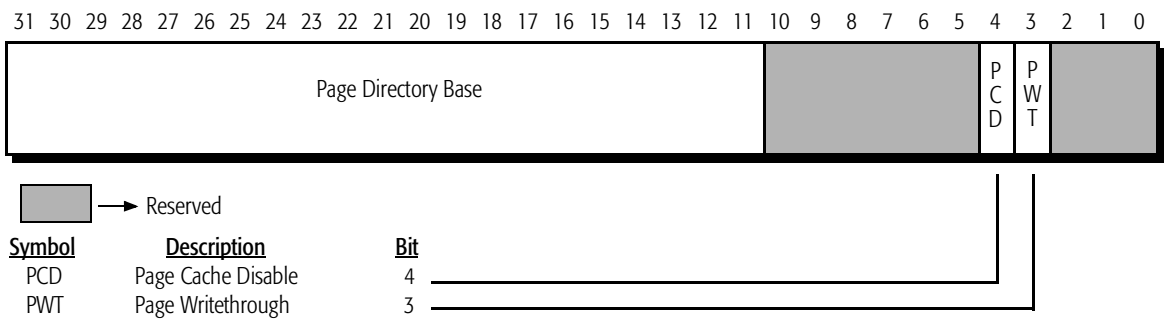 31 30 29 28 27 26 25 24 23 22 21 20 19 18 17 16 15 14 13 12 11 10 9 8 7 6 5 4 3 2 1 0
Page Directory Base
PCD
PWT
Reserved
Symbol Description Bit
PCD Page Cache Disable 4
PWT Page Writethrough 3